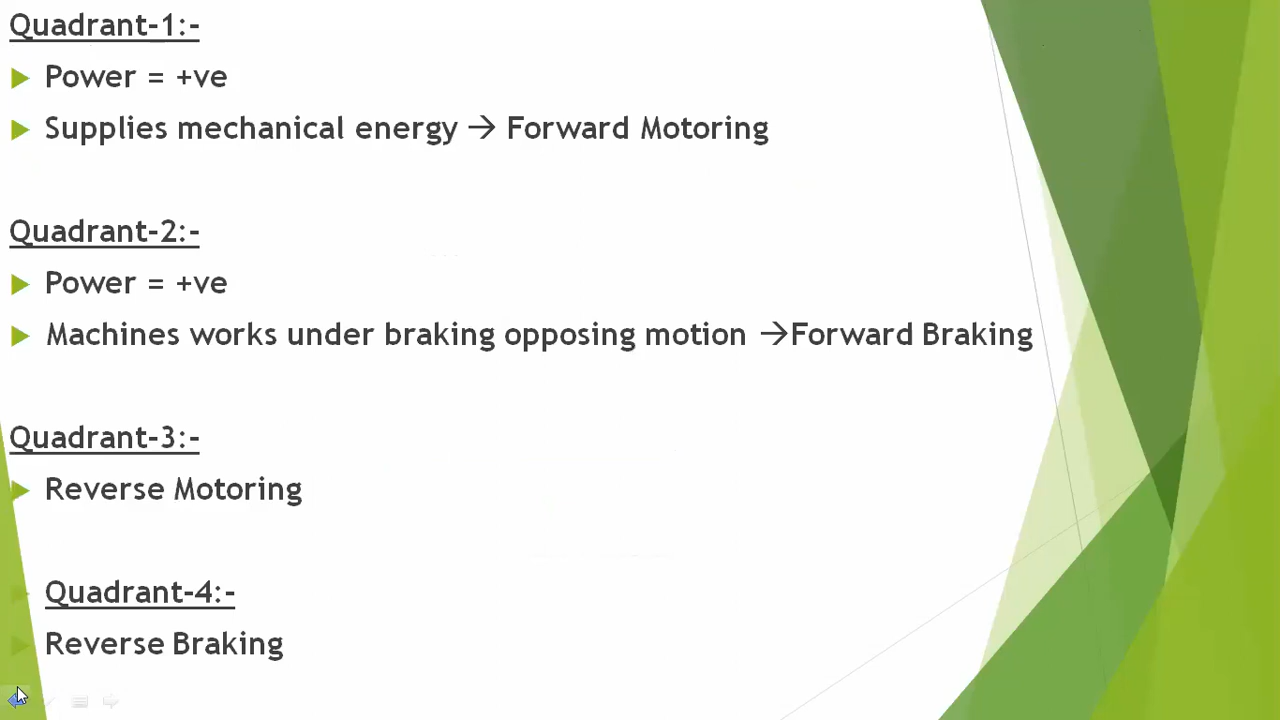 Quadrant-1:-
Power = +ve
Supplies mechanical energy → Forward Motoring
Quadrant-2:-
Power = +ve
Machines works under braking opposing motion →Forward Braking
Quadrant-3:-
Reverse Motoring
Quadrant-4:-
Reverse Braking